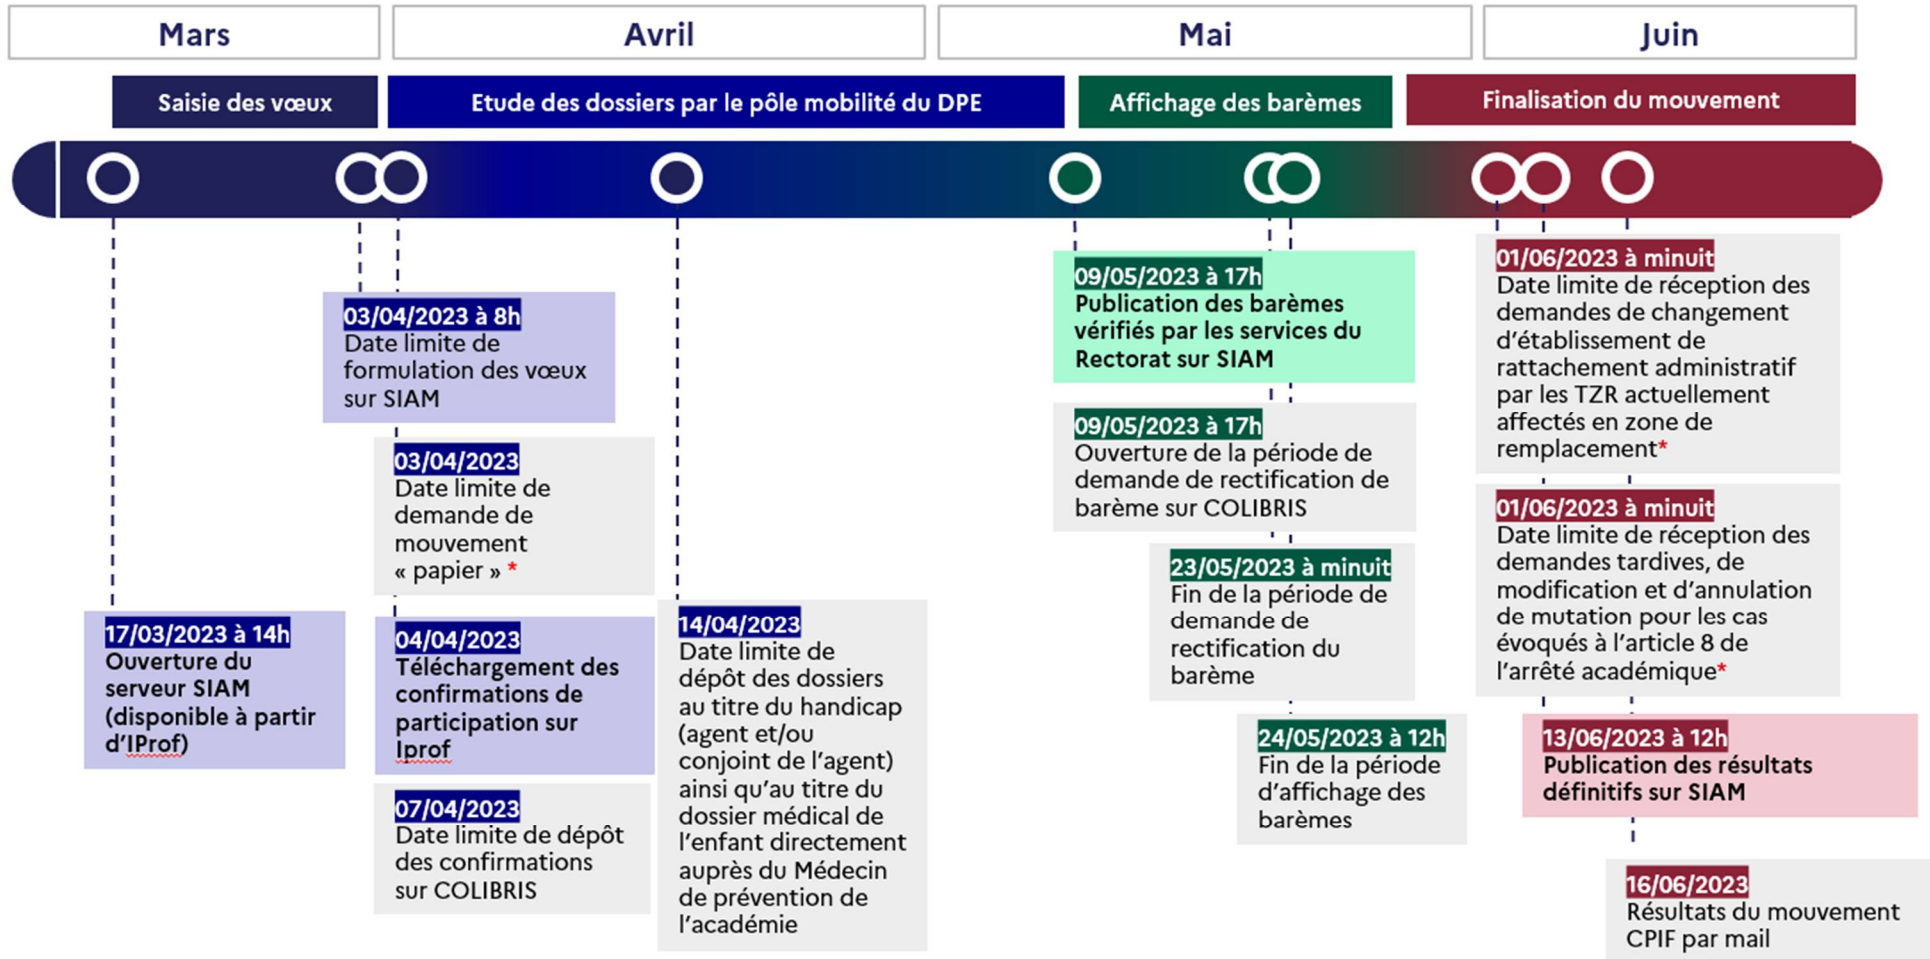 Mars
Avril
Mai
Juin
Saisie des vœux
Etude des dossiers par le pôle mobilité du DPE
Affichage des barèmes
Finalisation du mouvement
17/03/2023 à 14h
Ouverture du
serveur SIAM
(disponible à partir
d’IProf)
03/04/2023 à 8h
Date limite de
formulation des vœux
sur SIAM
03/04/2023
Date limite de
demande de
mouvement
« papier » *
04/04/2023
Téléchargement des
confirmations de
participation sur
Iprof
07/04/2023
Date limite de dépôt
des confirmations
sur COLIBRIS
14/04/2023
Date limite de
dépôt des dossiers
au titre du handicap
(agent et/ou
conjoint de l’agent)
ainsi qu’au titre du
dossier médical de
l’enfant directement
auprès du Médecin
de prévention de
l’académie
09/05/2023 à 17h
Publication des barèmes
vérifiés par les services du
Rectorat sur SIAM
09/05/2023 à 17h
Ouverture de la période de
demande de rectification de
barème sur COLIBRIS
23/05/2023 à minuit
Fin de la période de
demande de
rectification du
barème
24/05/2023 à 12h
Fin de la période
d’affichage des
barèmes
01/06/2023 à minuit
Date limite de réception des
demandes de changement
d’établissement de
rattachement administratif
par les TZR actuellement
affectés en zone de
remplacement*
01/06/2023 à minuit
Date limite de réception des
demandes tardives, de
modification et d’annulation
de mutation pour les cas
évoqués à l’article 8 de
l’arrêté académique*
13/06/2023 à 12h
Publication des résultats
définitifs sur SIAM
16/06/2023
Résultats du mouvement
CPIF par mail